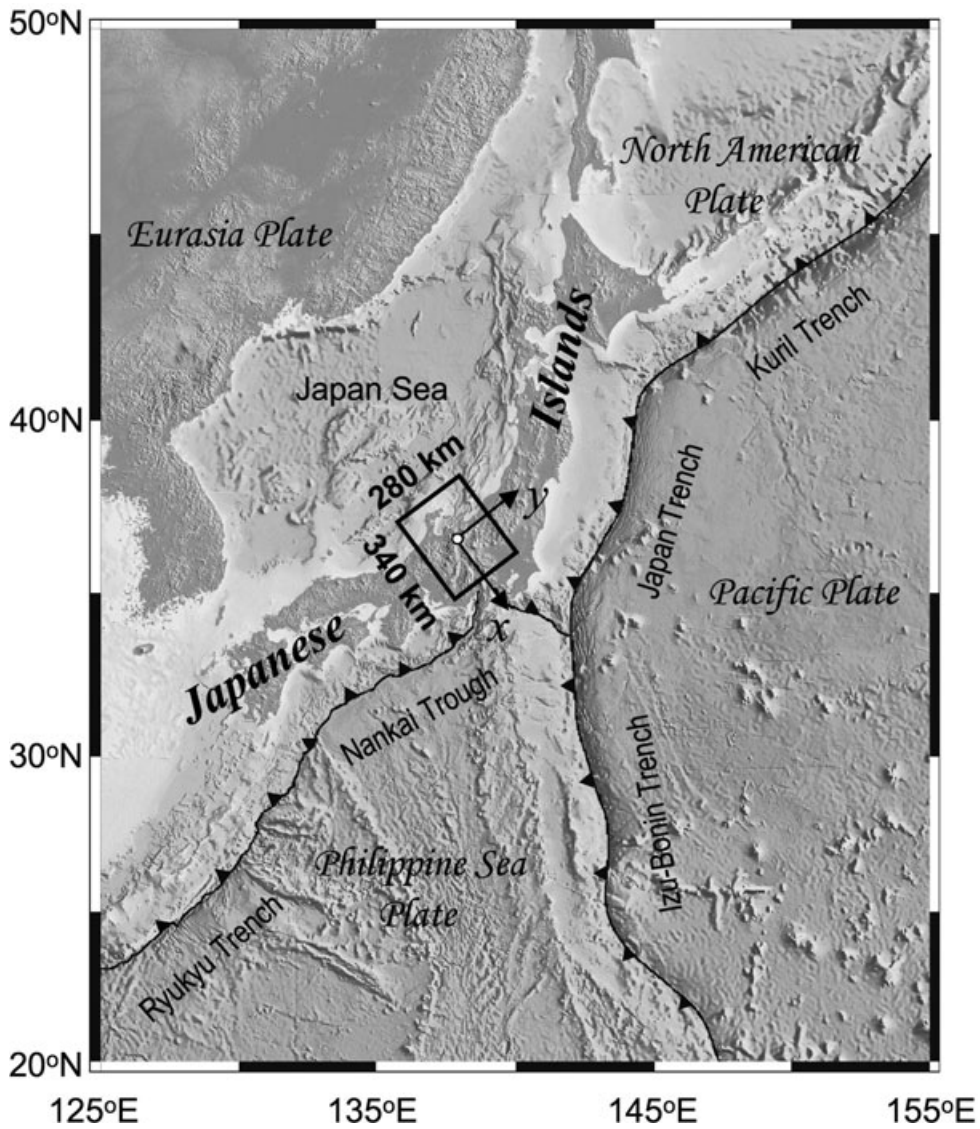 50°N
North American
Plate
Eurasia Plate
Islands
Kuril Trench
Japan Sea
40°N
280 km
y
Japan Trench
340 km
Pacific Plate
x
Japanese
Nankai Trough
30°N
Izu-Bonin Trench
Philippine Sea
Plate
Ryukyu Trench
20°N
125°E
135°E
145°E
155°E